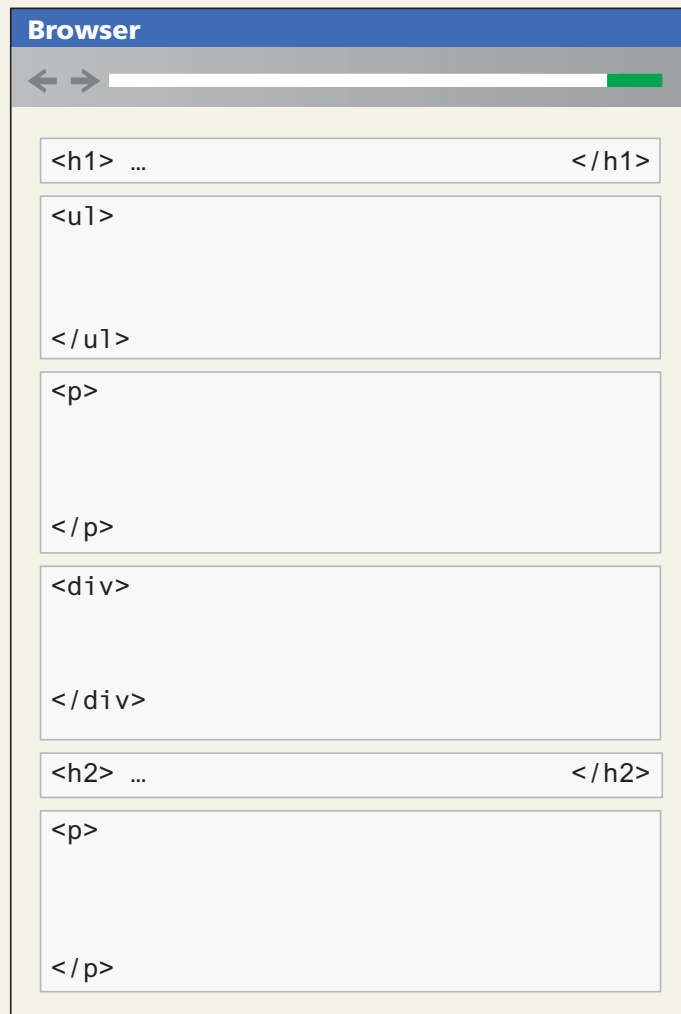 Browser
<h1> … </h1>
<ul>
</ul>
<p>
</p>
<div>
</div>
<h2> … </h2>
<p>
</p>